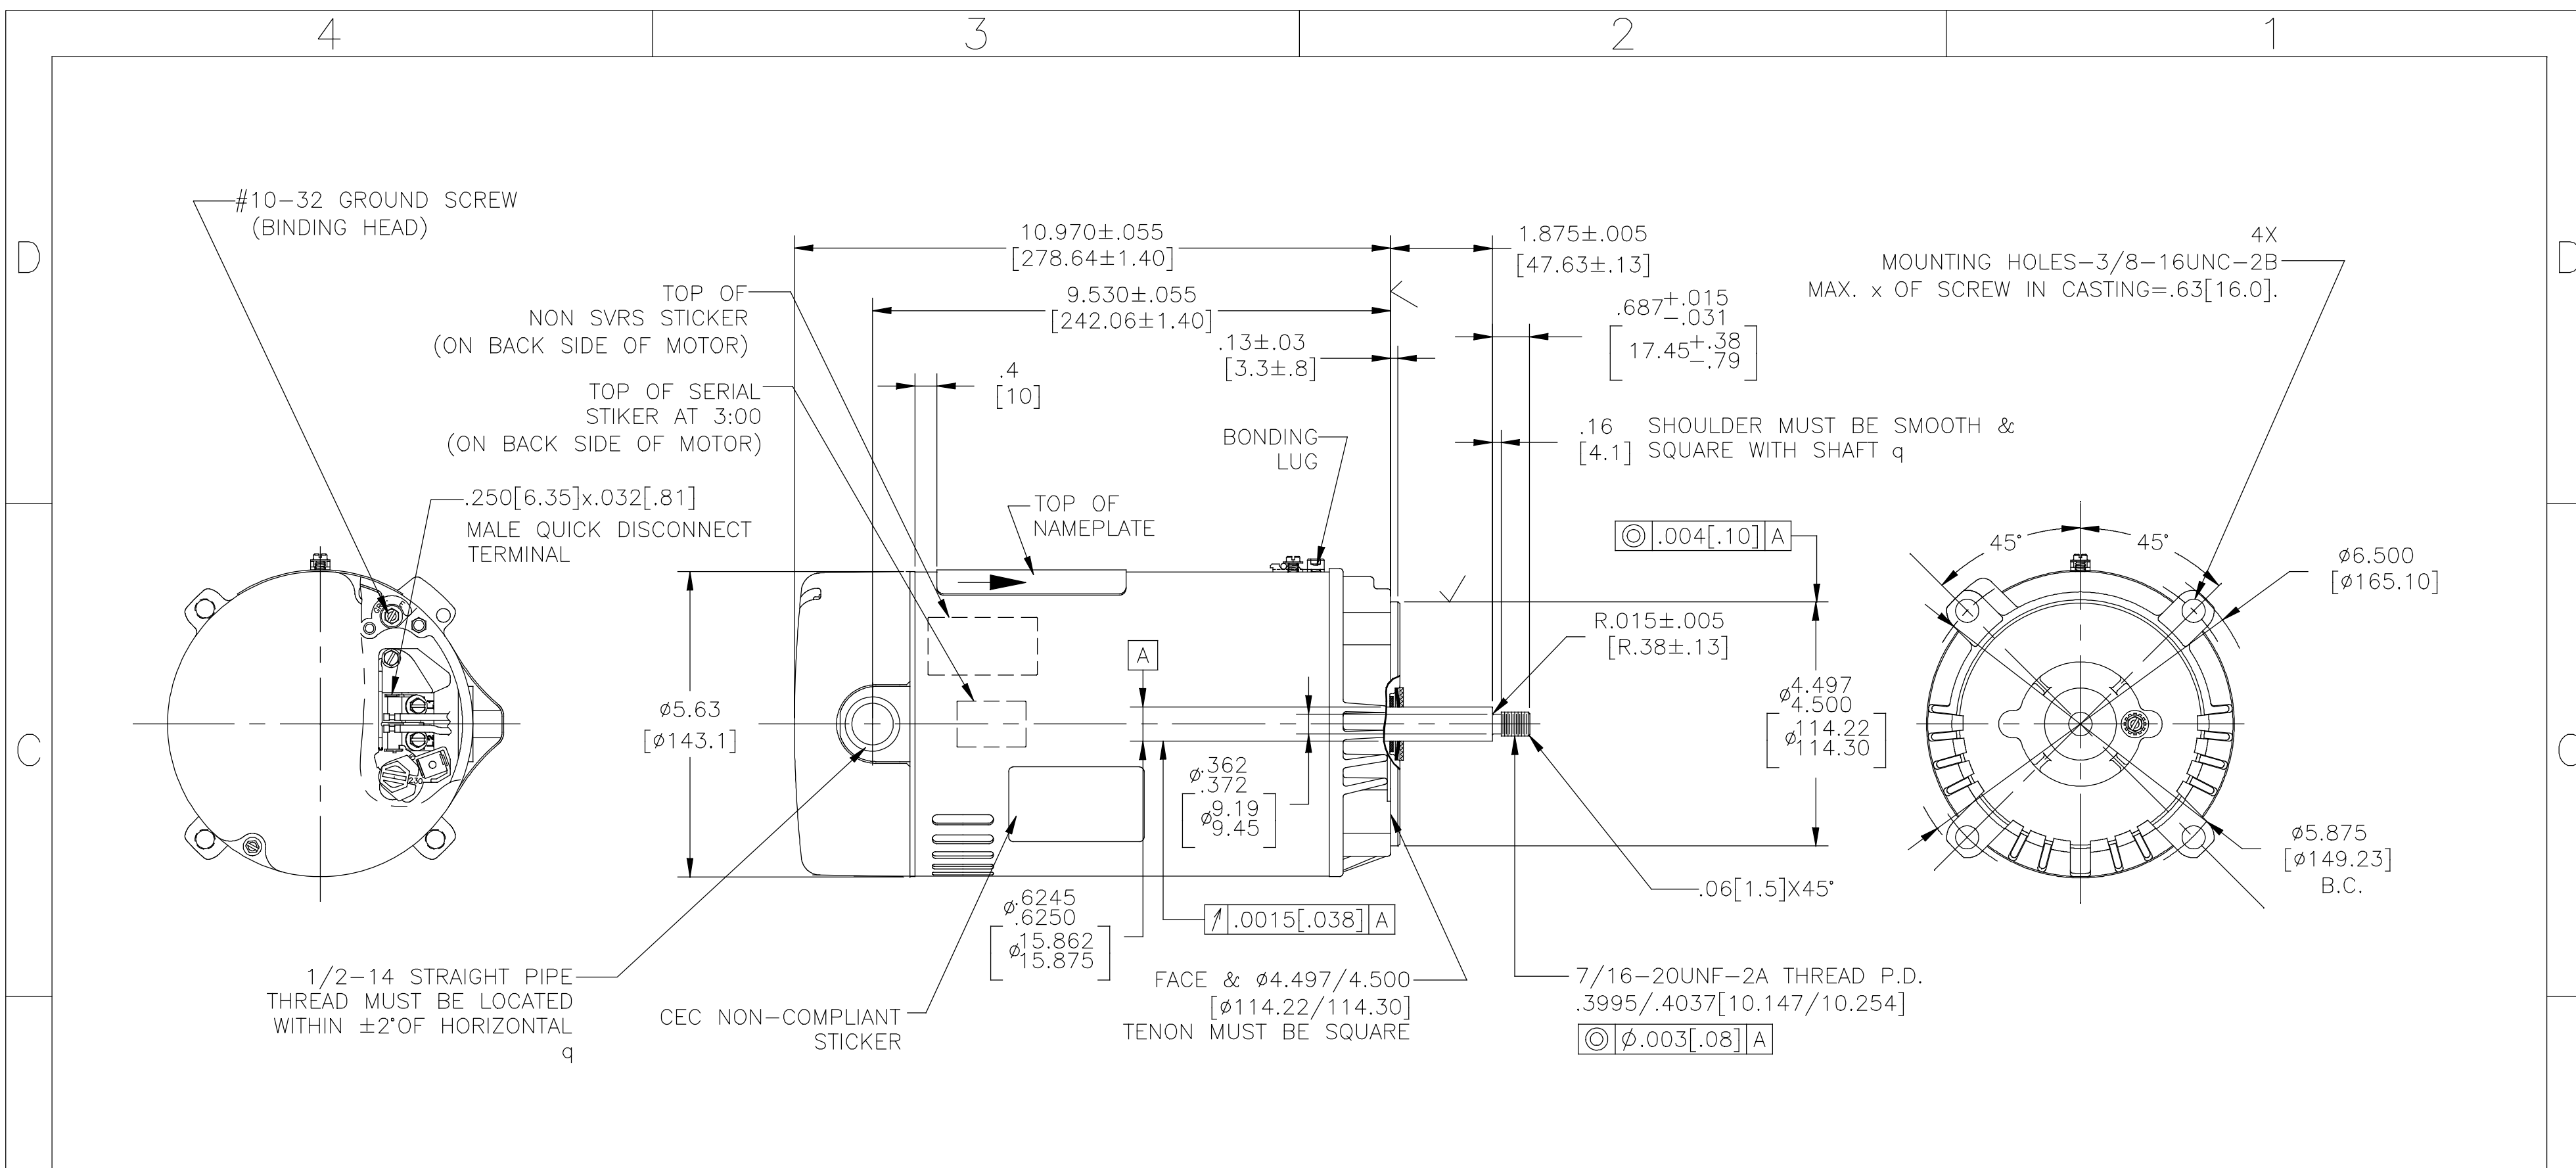 4
3
2
1
D
D
C
C
#10-32 GROUND SCREW
(BINDING HEAD)
TOP OF
NON SVRS STICKER
(ON BACK SIDE OF MOTOR)
TOP OF SERIAL
STIKER AT 3:00
(ON BACK SIDE OF MOTOR)
.250[6.35]x.032[.81]
MALE QUICK DISCONNECT
TERMINAL
10.970±.055
[278.64±1.40]
9.530±.055
[242.06±1.40]
1.875±.005
[47.63±.13]
.687+.015
-.031
[17.45+.38
-.79]
.13±.03
[3.3±.8]
.4
[10]
BONDING
LUG
TOP OF
NAMEPLATE
.16 SHOULDER MUST BE SMOOTH &
[4.1] SQUARE WITH SHAFT q
4X
MOUNTING HOLES-3/8-16UNC-2B
MAX. x OF SCREW IN CASTING=.63[16.0].
.004[.10] A
45°
45°
ø6.500
[ø165.10]
R.015±.005
[R.38±.13]
A
ø5.63
[ø143.1]
ø4.497
4.500
[ø114.22
114.30]
ø.362
.372
[ø9.19
9.45]
ø5.875
[ø149.23]
B.C.
.06[1.5]X45°
ø.6245
.6250
[ø15.862
15.875]
.0015[.038] A
1/2-14 STRAIGHT PIPE
THREAD MUST BE LOCATED
WITHIN ±2°OF HORIZONTAL
q
CEC NON-COMPLIANT
STICKER
FACE & ø4.497/4.500
[ø114.22/114.30]
TENON MUST BE SQUARE
7/16-20UNF-2A THREAD P.D.
.3995/.4037[10.147/10.254]
ø.003[.08] A